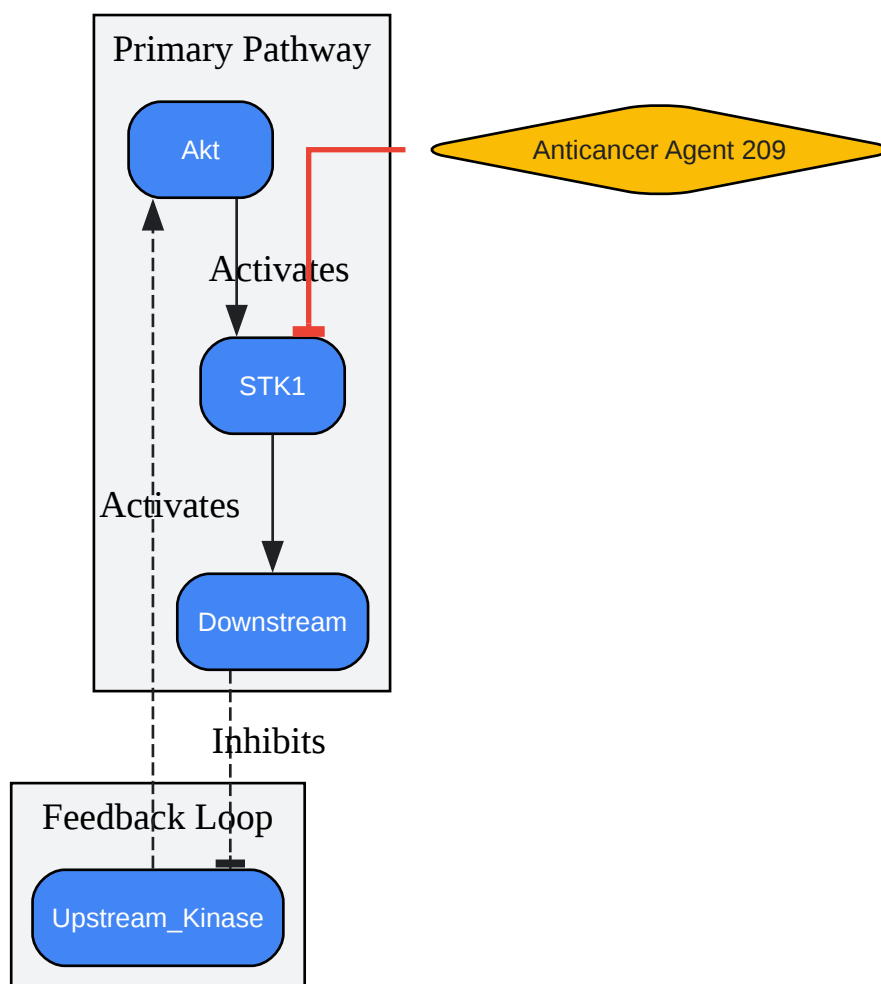 Primary Pathway
Akt
Anticancer Agent 209
Activates
STK1
Activates
Downstream
Inhibits
Feedback Loop
Upstream_Kinase